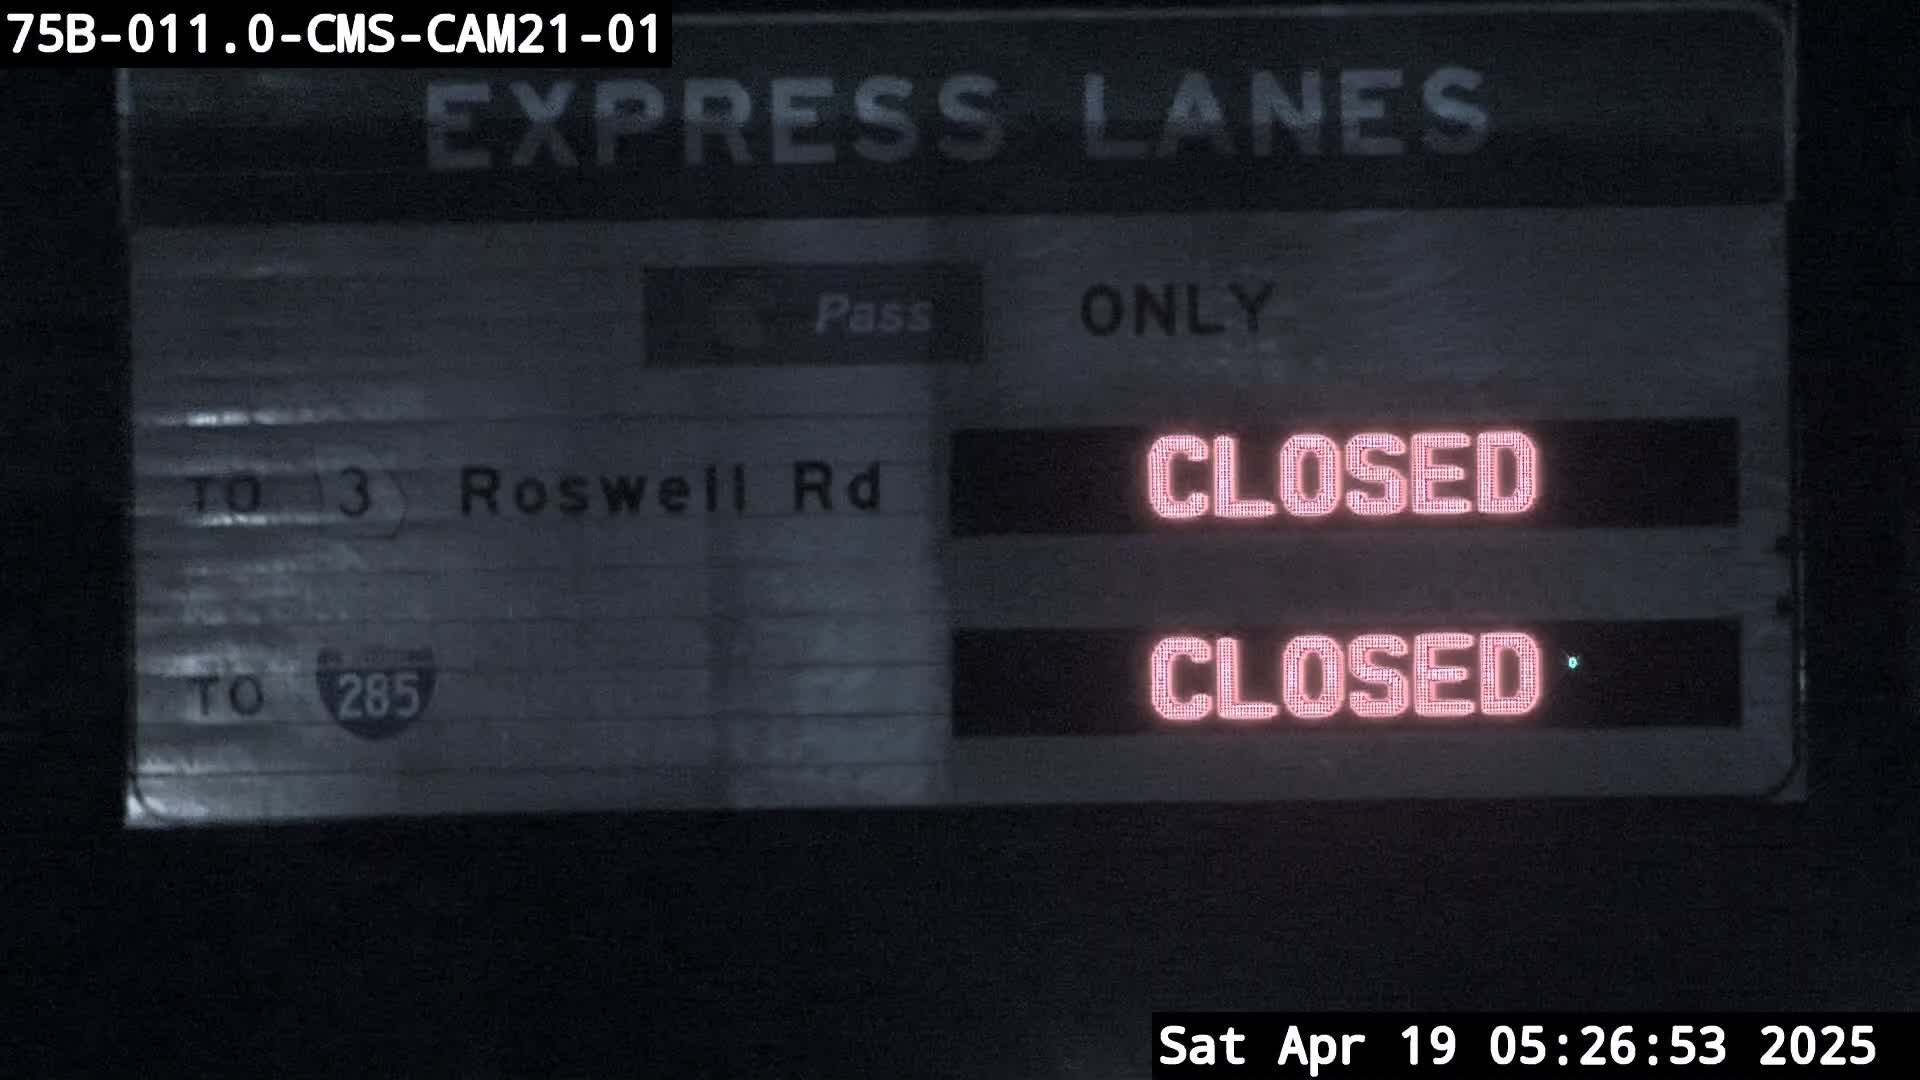 75B-011.0-CMS-CAM21-01
EXPRESS LANES
Pass ONLY
TO 3 Roswell Rd CLOSED
TO 285 CLOSED
Sat Apr 19 05:26:53 2025